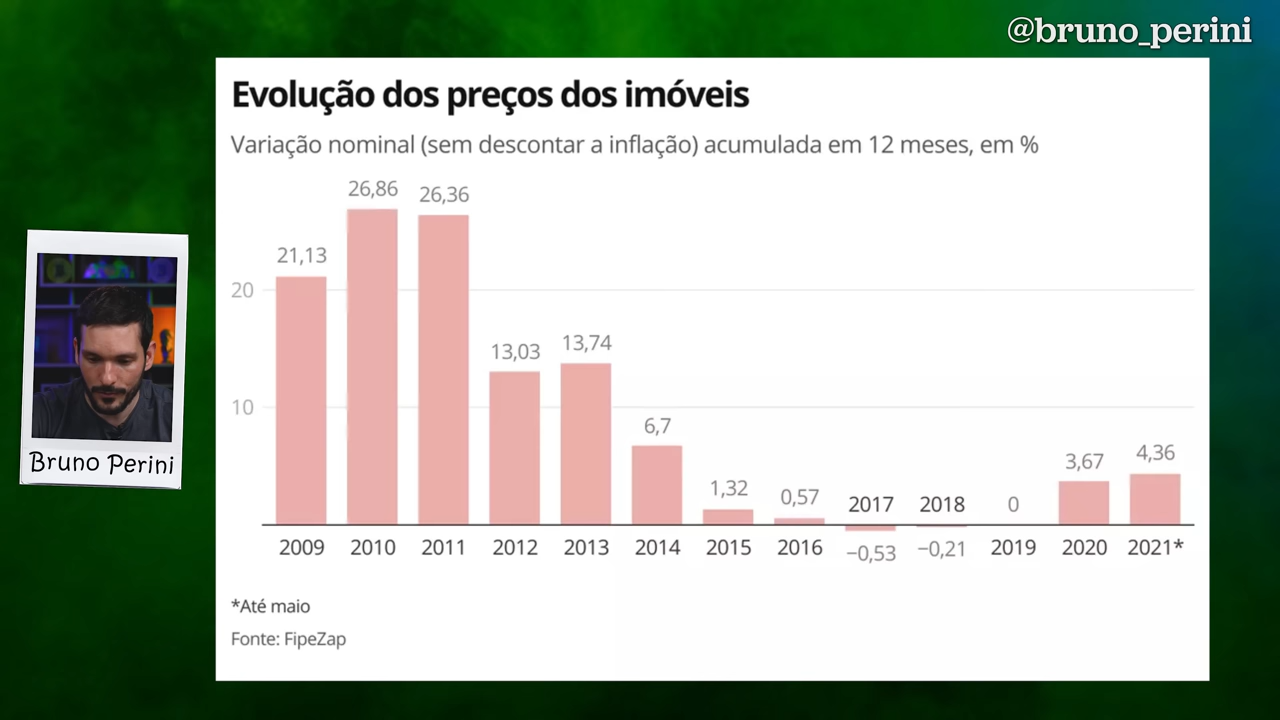 @bruno_perini
Evolução dos preços dos imóveis
Variação nominal (sem descontar a inflação) acumulada em 12 meses, em %
26,86
26,36
21,13
20
13,03
13,74
10
6,7
1,32
0,57
2017
2018
0
3,67
4,36
2009 2010 2011 2012 2013 2014 2015 2016 −0,53 −0,21 2019 2020 2021*
*Até maio
Fonte: FipeZap
Bruno Perini